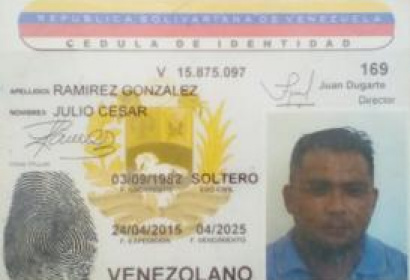 REPUBLICA BOLIVARIANA DE VENEZUELA
CEDULA DE IDENTIDAD
V 15.875.097
169
APELLIDOS RAMIREZ GONZALEZ
Juan Dugarte
Director
NOMBRES JULIO CESAR
FIRMA TITULAR
03/09/1982 SOLTERO
F. NACIMIENTO EDO CIVIL
24/04/2015 04/2025
F. EXPEDICION F. VENCIMIENTO
VENEZOLANO